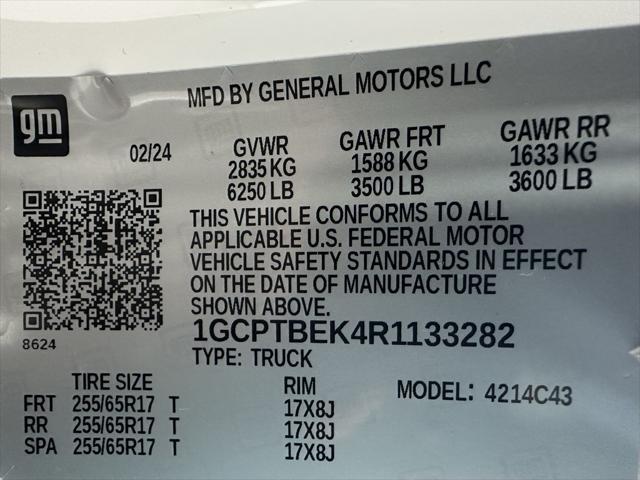 MFD BY GENERAL MOTORS LLC
gm
02/24 GVWR GAWR FRT GAWR RR
2835 KG 1588 KG 1633 KG
6250 LB 3500 LB 3600 LB
THIS VEHICLE CONFORMS TO ALL
APPLICABLE U.S. FEDERAL MOTOR
VEHICLE SAFETY STANDARDS IN EFFECT
ON THE DATE OF MANUFACTURE
SHOWN ABOVE.
8624
1GCPTBEK4R1133282
TYPE: TRUCK
TIRE SIZE RIM MODEL: 4214C43
FRT 255/65R17 T 17X8J
RR 255/65R17 T 17X8J
SPA 255/65R17 T 17X8J